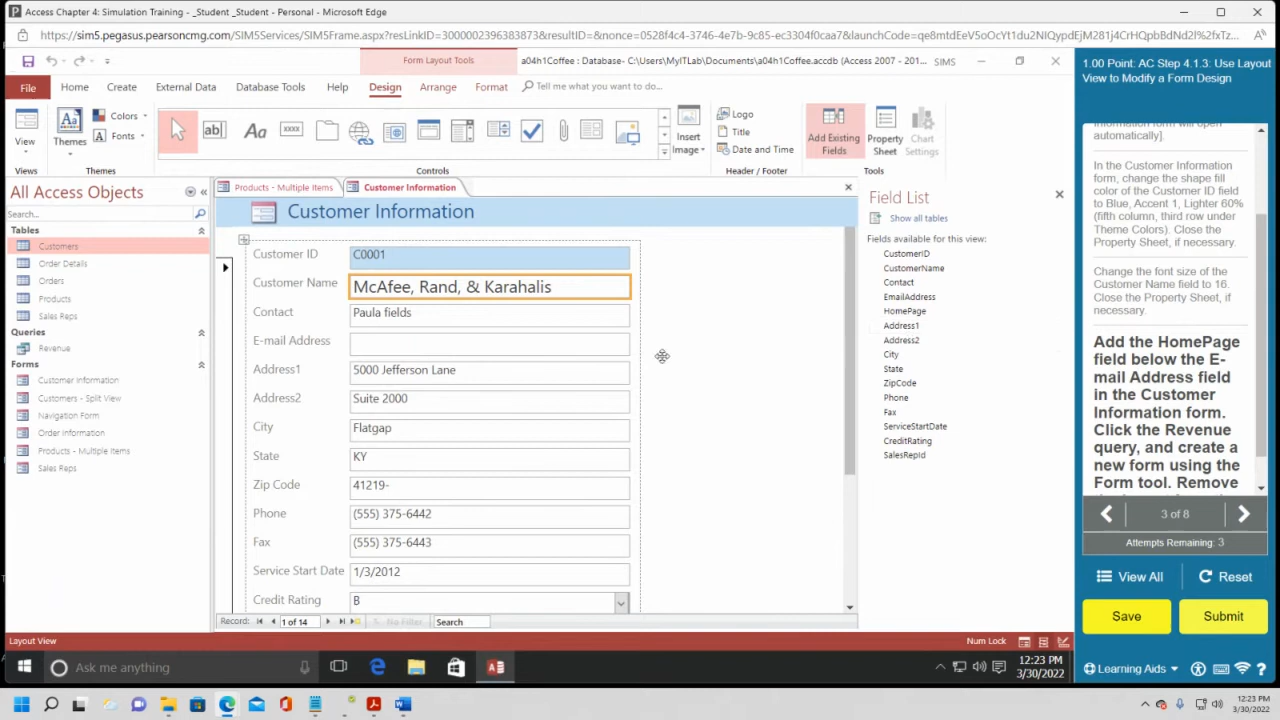 Access Chapter 4: Simulation Training - _Student _Student - Personal - Microsoft Edge
https://sim5.pegasus.pearsoncmg.com/SIM5Services/SIM5Frame.aspx?resLinkID=3000002396383873&resultID=&nonce=0528f4c4-3746-4e7b-9c85-ec3304f0caaf&launchCode=
Form Layout Tools
a04h1Coffee : Database- C:\Users\MyITLab\Documents\a04h1Coffee.accdb (Access 2007 - 201...
SIMS
File
Home
Create
External Data
Database Tools
Help
Design
Arrange
Format
Tell me what you want to do...
View
Themes
Colors
Fonts
ab|
Aa
xxxx
Insert
Image
Logo
Title
Date and Time
Add Existing
Fields
Property
Sheet
Chart
Settings
Views
Themes
Controls
Header / Footer
Tools
All Access Objects
Search...
Tables
Customers
Order Details
Orders
Products
Sales Reps
Queries
Revenue
Forms
Customer Information
Customers - Split View
Navigation Form
Order information
Products - Multiple Items
Sales Reps
Products - Multiple Items
Customer Information
Customer Information
Customer ID
C0001
Customer Name
McAfee, Rand, & Karahalis
Contact
Paula fields
E-mail Address
Address1
5000 Jefferson Lane
Address2
Suite 2000
City
Flatgap
State
KY
Zip Code
41219-
Phone
(555) 375-6442
Fax
(555) 375-6443
Service Start Date
1/3/2012
Credit Rating
B
Record:
1 of 14
No Filter
Search
Field List
Show all tables
Fields available for this view:
CustomerID
CustomerName
Contact
EmailAddress
HomePage
Address1
Address2
City
State
ZipCode
Phone
Fax
ServiceStartDate
CreditRating
SalesRepId
Layout View
Num Lock
Ask me anything
12:23 PM
3/30/2022
1.00 Point: AC Step 4.1.3: Use Layout
View to Modify a Form Design
Information form will open
automatically].
In the Customer Information
form, change the shape fill
color of the Customer ID field
to Blue, Accent 1, Lighter 60%
(fifth column, third row under
Theme Colors). Close the
Property Sheet, if necessary.
Change the font size of the
Customer Name field to 16.
Close the Property Sheet, if
necessary.
Add the HomePage
field below the E-
mail Address field
in the Customer
Information form.
Click the Revenue
query, and create a
new form using the
Form tool. Remove
3 of 8
Attempts Remaining: 3
View All
Reset
Save
Submit
Learning Aids
12:23 PM
3/30/2022